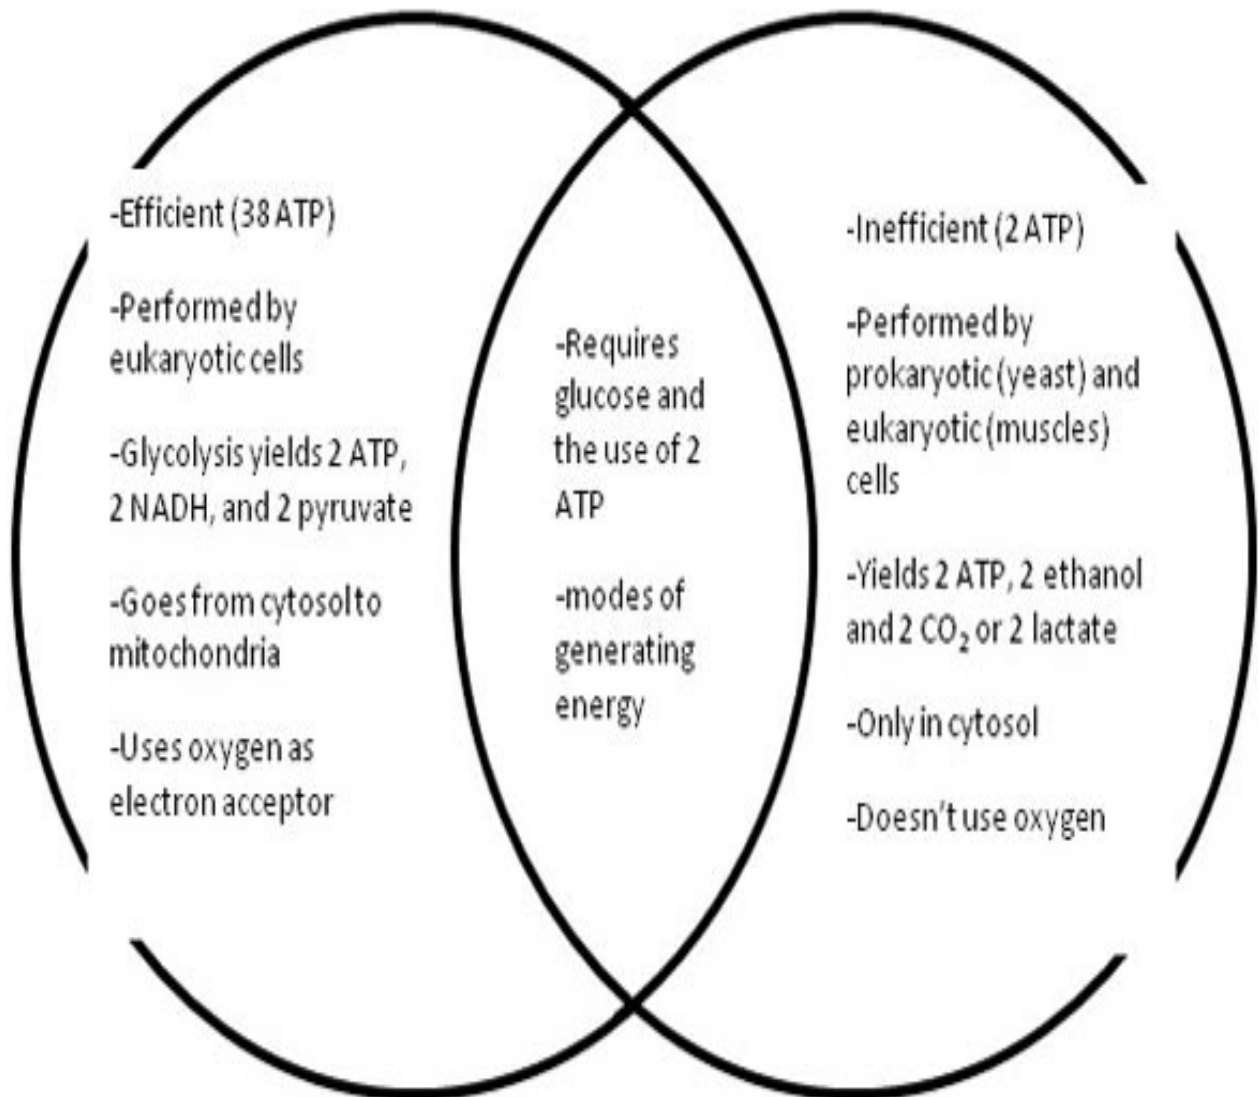 -Efficient (38 ATP)
-Performed by
eukaryotic cells
-Glycolysis yields 2 ATP,
2 NADH, and 2 pyruvate
-Goes from cytosol to
mitochondria
-Uses oxygen as
electron acceptor
-Requires
glucose and
the use of 2
ATP
-modes of
generating
energy
-Inefficient (2 ATP)
-Performed by
prokaryotic (yeast) and
eukaryotic (muscles)
cells
-Yields 2 ATP, 2 ethanol
and 2 CO₂ or 2 lactate
-Only in cytosol
-Doesn't use oxygen